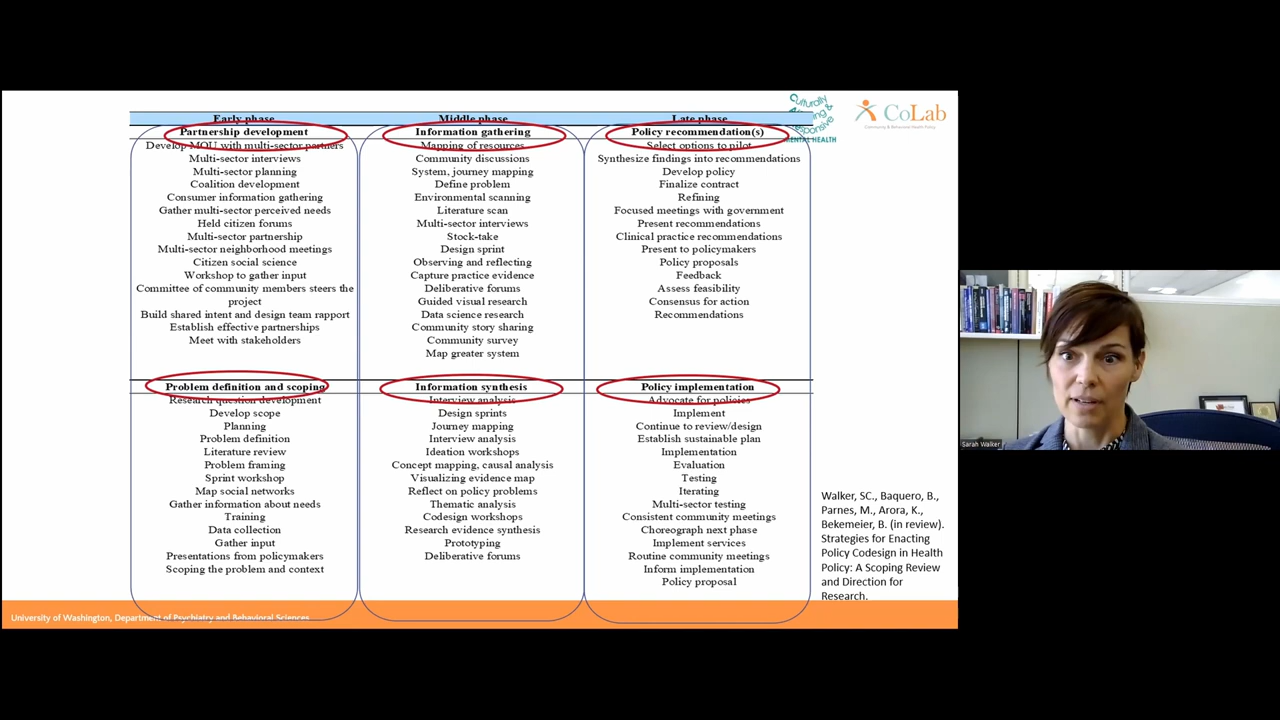 Culturally
&
MENTAL HEALTH
CoLab
Community & Behavioral Health Policy
Early phase
Partnership development
Develop MOU with multi-sector partners
Multi-sector interviews
Multi-sector planning
Coalition development
Consumer information gathering
Gather multi-sector perceived needs
Held citizen forums
Multi-sector partnership
Multi-sector neighborhood meetings
Citizen social science
Workshop to gather input
Committee of community members steers the
project
Build shared intent and design team rapport
Establish effective partnerships
Meet with stakeholders
Problem definition and scoping
Research question development
Develop scope
Planning
Problem definition
Literature review
Problem framing
Sprint workshop
Map social networks
Gather information about needs
Training
Data collection
Gather input
Presentations from policymakers
Scoping the problem and context
Middle phase
Information gathering
Mapping of resources
Community discussions
System, journey mapping
Define problem
Environmental scanning
Literature scan
Multi-sector interviews
Stock-take
Design sprint
Observing and reflecting
Capture practice evidence
Deliberative forums
Guided visual research
Data science research
Community story sharing
Community survey
Map greater system
Information synthesis
Interview analysis
Design sprints
Journey mapping
Interview analysis
Ideation workshops
Concept mapping, causal analysis
Visualizing evidence map
Reflect on policy problems
Thematic analysis
Codesign workshops
Research evidence synthesis
Prototyping
Deliberative forums
Late phase
Policy recommendation(s)
Select options to pilot
Synthesize findings into recommendations
Develop policy
Finalize contract
Refining
Focused meetings with government
Present recommendations
Clinical practice recommendations
Present to policymakers
Policy proposals
Feedback
Assess feasibility
Consensus for action
Recommendations
Policy implementation
Advocate for policies
Implement
Continue to review/design
Establish sustainable plan
Implementation
Evaluation
Testing
Iterating
Multi-sector testing
Consistent community meetings
Choreograph next phase
Implement services
Routine community meetings
Inform implementation
Policy proposal
Walker, SC., Baquero, B.,
Parnes, M., Arora, K.,
Bekemeier, B. (in review).
Strategies for Enacting
Policy Codesign in Health
Policy: A Scoping Review
and Direction for
Research.
University of Washington, Department of Psychiatry and Behavioral Sciences
Sarah Walker